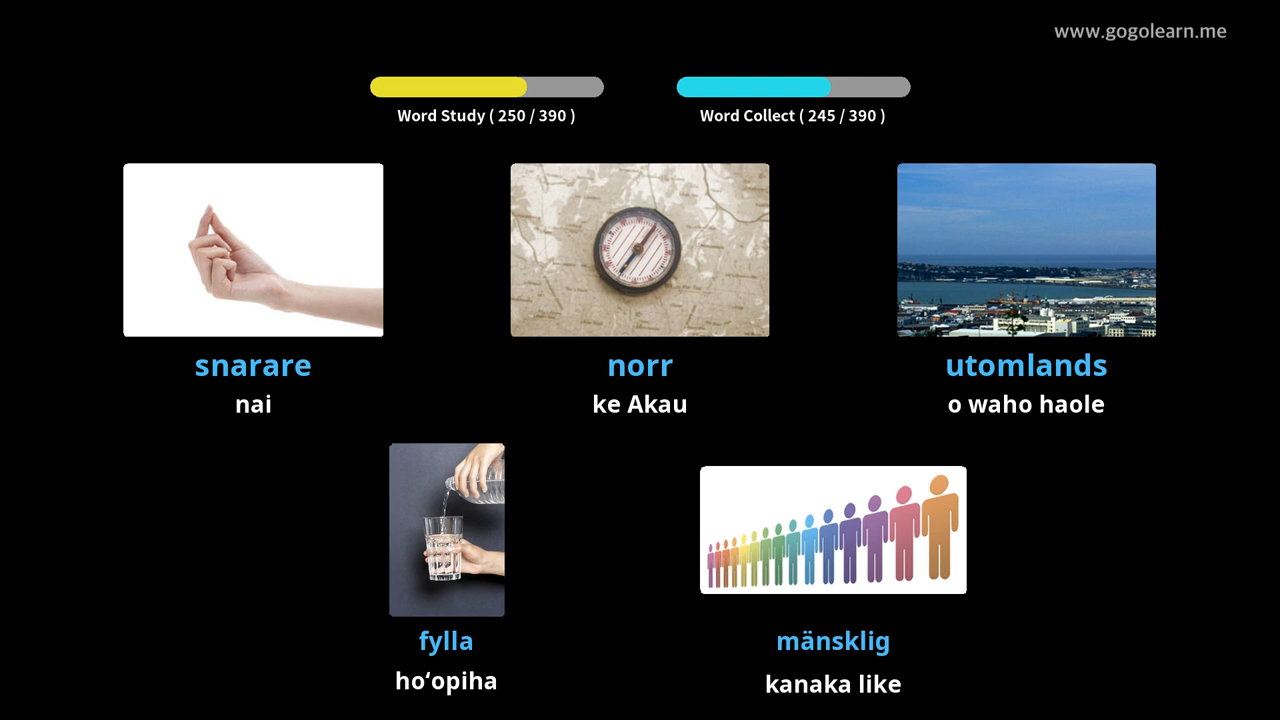 www.gogolearn.me
Word Study ( 250 / 390 )
Word Collect ( 245 / 390 )
snarare
norr
utomlands
nai
ke Akau
o waho haole
fylla
mänsklig
hoʻopiha
kanaka like